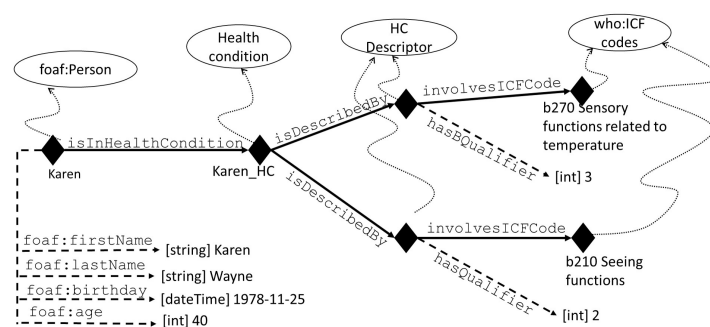 Health
condition
HC
Descriptor
who:ICF
codes
foaf:Person
involvesICFCode
isDescribedBy
b270 Sensory
functions related to
temperature
isInHealthCondition
hasBQualifier
Karen
Karen_HC
[int] 3
isDescribedBy
involvesICFCode
foaf:firstName
[string] Karen
b210 Seeing
functions
foaf:lastName
[string] Wayne
hasQualifier
foaf:birthday
[dateTime] 1978-11-25
foaf:age
[int] 40
[int] 2